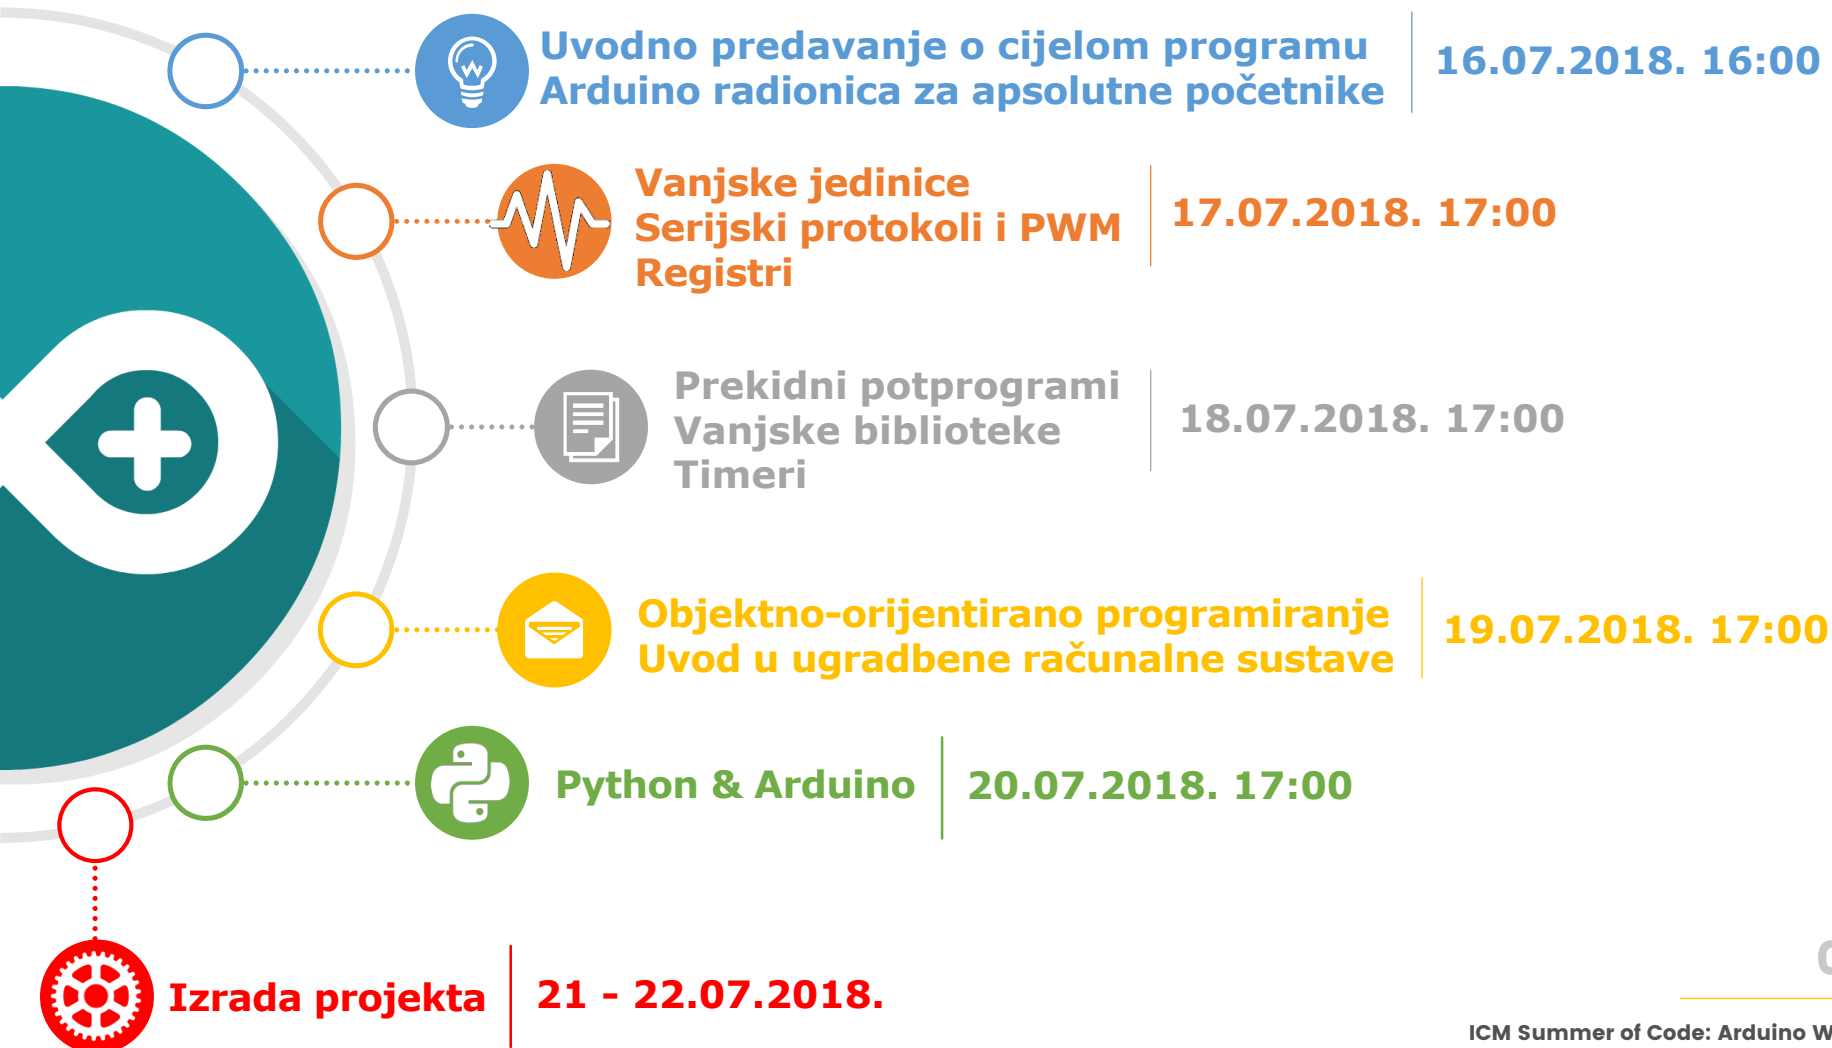 Uvodno predavanje o cijelom programu
Arduino radionica za apsolutne početnike
16.07.2018. 16:00
Vanjske jedinice
Serijski protokoli i PWM
Registri
17.07.2018. 17:00
Prekidni potprogrami
Vanjske biblioteke
Timeri
18.07.2018. 17:00
Objektno-orijentirano programiranje
Uvod u ugradbene računalne sustave
19.07.2018. 17:00
Python & Arduino
20.07.2018. 17:00
Izrada projekta
21 - 22.07.2018.
ICM Summer of Code: Arduino